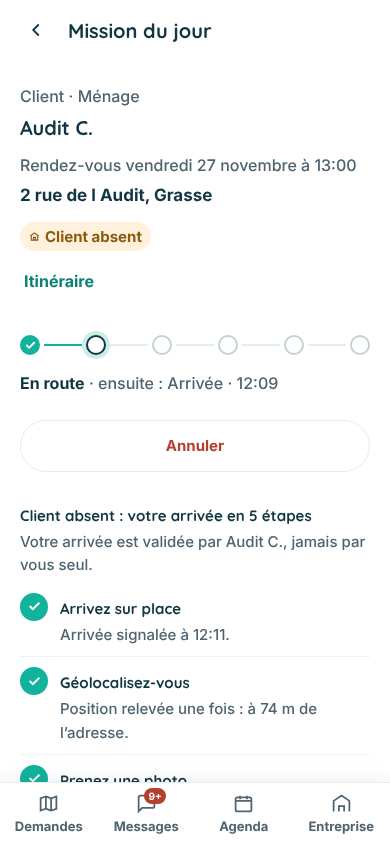 Mission du jour
Client · Ménage
Audit C.
Rendez-vous vendredi 27 novembre à 13:00
2 rue de l Audit, Grasse
Client absent
Itinéraire
En route · ensuite : Arrivée · 12:09
Annuler
Client absent : votre arrivée en 5 étapes
Votre arrivée est validée par Audit C., jamais par
vous seul.
Arrivez sur place
Arrivée signalée à 12:11.
Géolocalisez-vous
Position relevée une fois : à 74 m de
l’adresse.
Prenez une photo
9+
Demandes Messages Agenda Entreprise